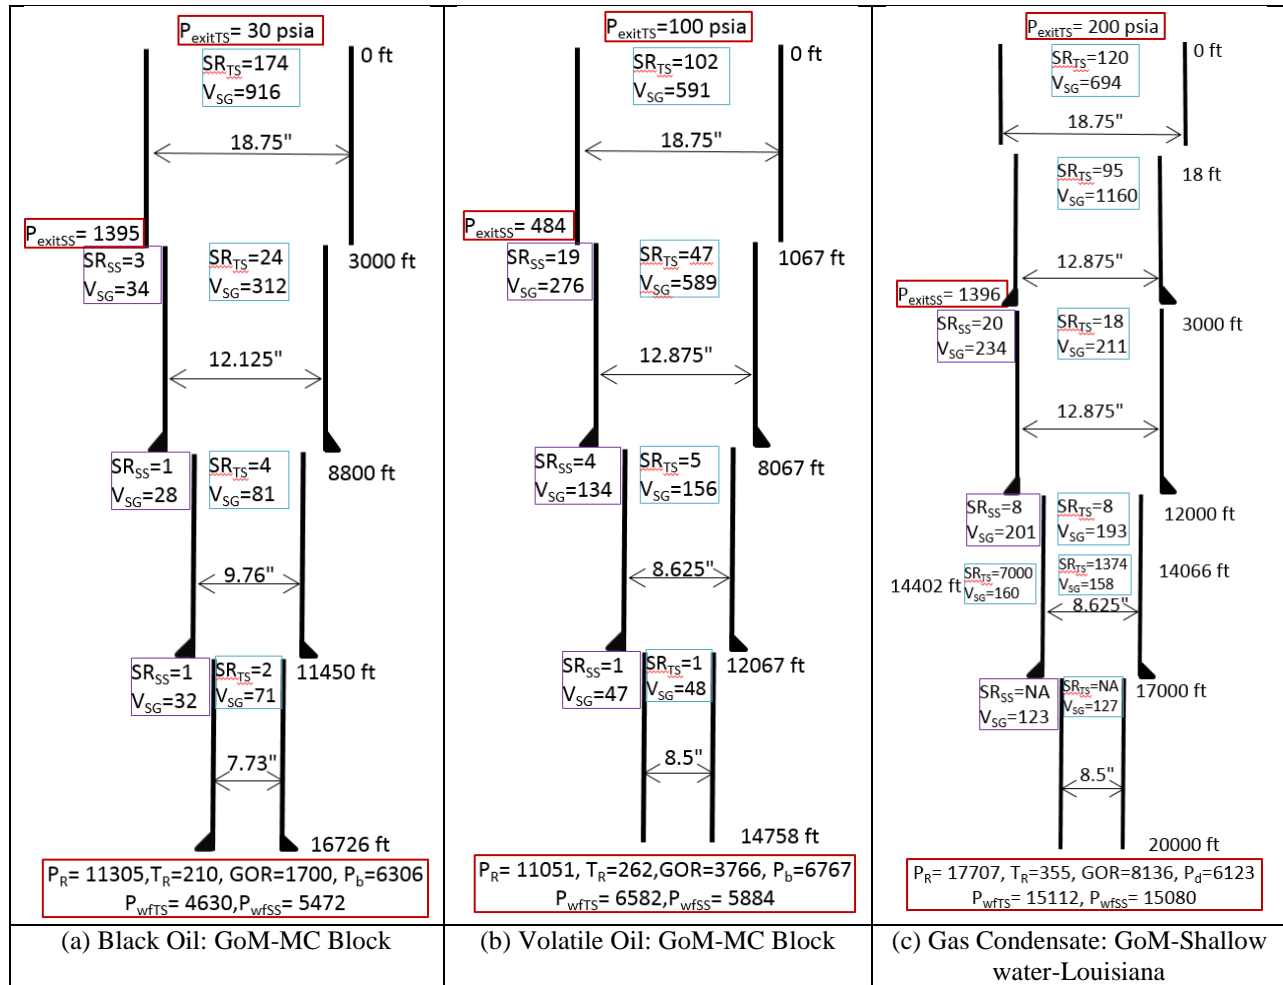 P_exitTS= 30 psia
SR_TS=174
V_SG=916
0 ft
18.75"
P_exitSS= 1395
SR_SS=3
V_SG=34
SR_TS=24
V_SG=312
3000 ft
12.125"
SR_SS=1
V_SG=28
SR_TS=4
V_SG=81
8800 ft
9.76"
SR_SS=1
V_SG=32
SR_TS=2
V_SG=71
11450 ft
7.73"
16726 ft
P_R= 11305,T_R=210, GOR=1700, P_b=6306
P_wfTS= 4630,P_wfSS= 5472
(a) Black Oil: GoM-MC Block
P_exitTS=100 psia
SR_TS=102
V_SG=591
0 ft
18.75"
P_exitSS= 484
SR_SS=19
V_SG=276
SR_TS=47
V_SG=589
1067 ft
12.875"
SR_SS=4
V_SG=134
SR_TS=5
V_SG=156
8067 ft
8.625"
SR_SS=1
V_SG=47
SR_TS=1
V_SG=48
12067 ft
8.5"
14758 ft
P_R= 11051, T_R=262,GOR=3766, P_b=6767
P_wfTS= 6582,P_wfSS= 5884
(b) Volatile Oil: GoM-MC Block
P_exitTS= 200 psia
SR_TS=120
V_SG=694
0 ft
18.75"
SR_TS=95
V_SG=1160
18 ft
12.875"
P_exitSS= 1396
SR_SS=20
V_SG=234
SR_TS=18
V_SG=211
3000 ft
12.875"
SR_SS=8
V_SG=201
SR_TS=8
V_SG=193
12000 ft
14402 ft
SR_TS=7000
V_SG=160
SR_TS=1374
V_SG=158
14066 ft
8.625"
SR_SS=NA
V_SG=123
SR_TS=NA
V_SG=127
17000 ft
8.5"
20000 ft
P_R= 17707, T_R=355, GOR=8136, P_d=6123
P_wfTS= 15112, P_wfSS= 15080
(c) Gas Condensate: GoM-Shallow
water-Louisiana